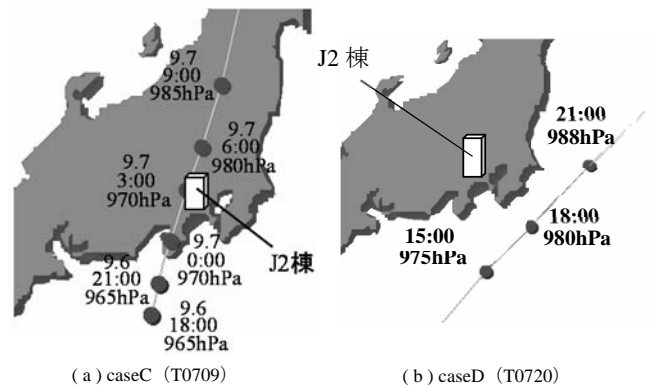 9.7
9:00
985hPa
9.7
6:00
980hPa
9.7
3:00
970hPa
9.7
0:00
970hPa
J2棟
9.6
21:00
965hPa
9.6
18:00
965hPa
( a ) caseC（T0709）
J2 棟
21:00
988hPa
18:00
980hPa
15:00
975hPa
( b ) caseD（T0720）